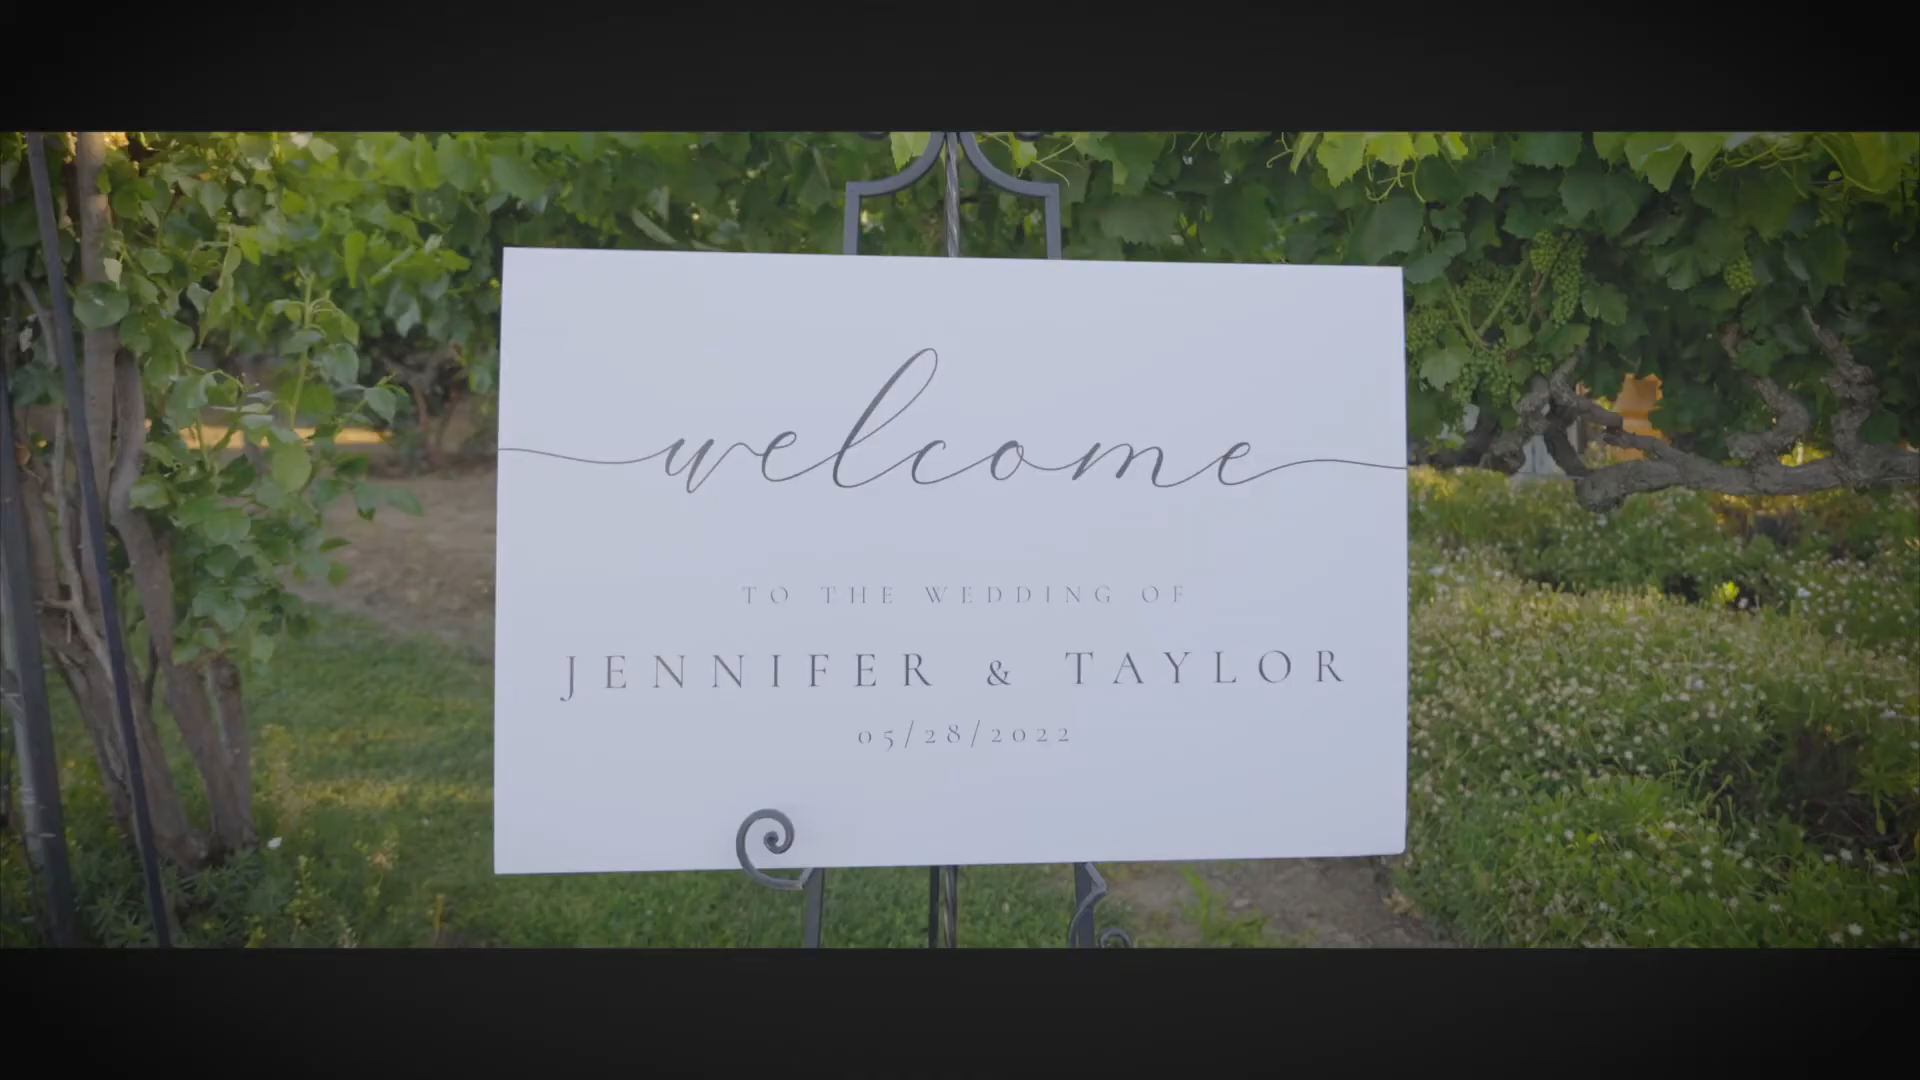 welcome
TO THE WEDDING OF
JENNIFER & TAYLOR
05/28/2022